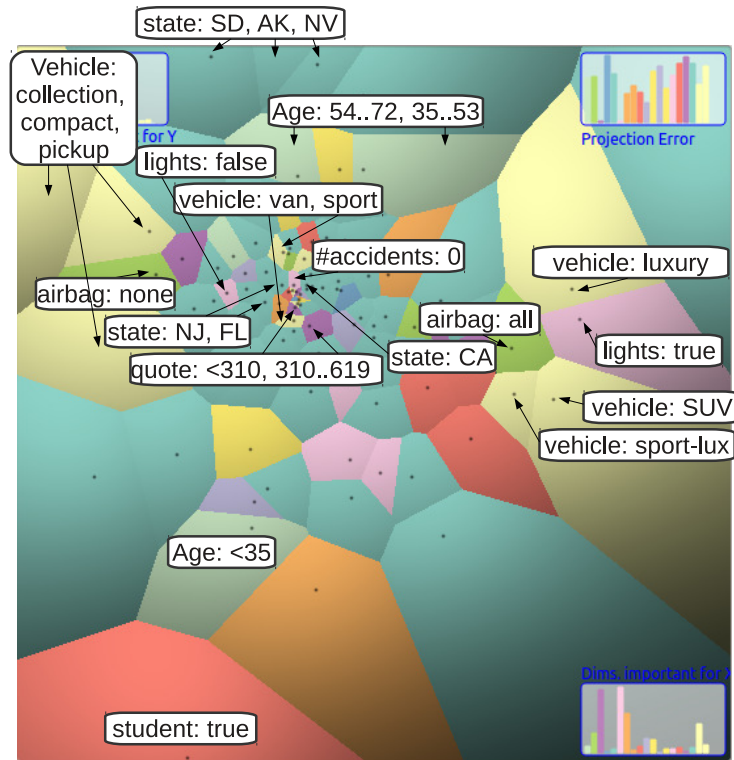 state: SD, AK, NV
Vehicle:
collection,
compact,
pickup
for Y
Projection Error
Age: 54..72, 35..53
lights: false
vehicle: van, sport
#accidents: 0
vehicle: luxury
airbag: none
airbag: all
state: NJ, FL
state: CA
lights: true
quote: <310, 310..619
vehicle: SUV
vehicle: sport-lux
Age: <35
Dims. important for X
student: true